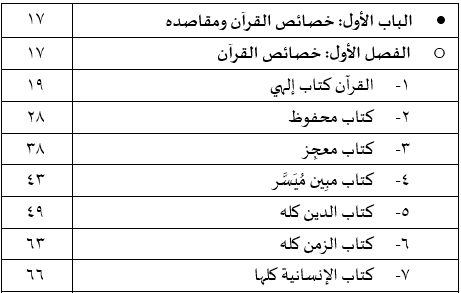 ● الباب الأول: خصائص القرآن ومقاصده ١٧
○ الفصل الأول: خصائص القرآن ١٧
١- القرآن كتاب إلهي ١٩
٢- كتاب محفوظ ٢٨
٣- كتاب معجِز ٣٨
٤- كتاب مبين مُيَسَّر ٤٣
٥- كتاب الدين كله ٤٩
٦- كتاب الزمن كله ٦٣
٧- كتاب الإنسانية كلها ٦٦